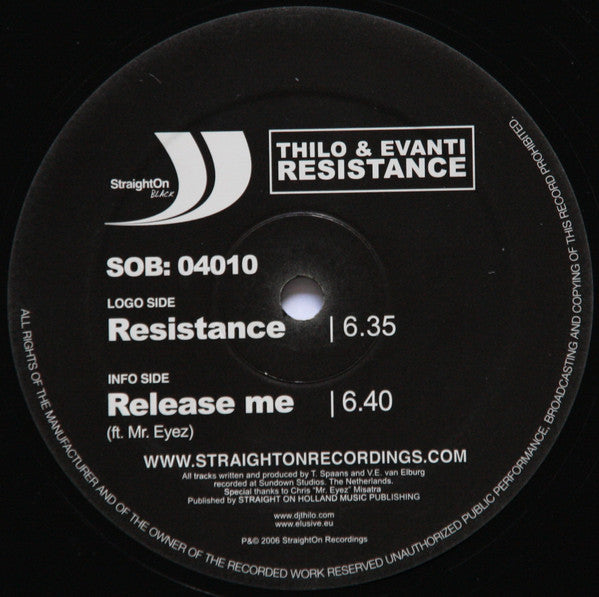 StraightOn
BLACK
THILO & EVANTI
RESISTANCE
SOB: 04010
LOGO SIDE
Resistance | 6.35
INFO SIDE
Release me | 6.40
(ft. Mr. Eyez)
WWW.STRAIGHTONRECORDINGS.COM
All tracks written and produced by T. Spaans and V.E. van Elburg
recorded at Sundown Studios, The Netherlands.
Special thanks to Chris "Mr. Eyez" Misatra
Published by STRAIGHT ON HOLLAND MUSIC PUBLISHING
www.djthilo.com
www.elusive.eu
P&© 2006 StraightOn Recordings
ALL RIGHTS OF THE MANUFACTURER AND OF THE OWNER OF THE RECORDED WORK RESERVED UNAUTHORIZED PUBLIC PERFORMANCE, BROADCASTING AND COPYING OF THIS RECORD PROHIBITED.